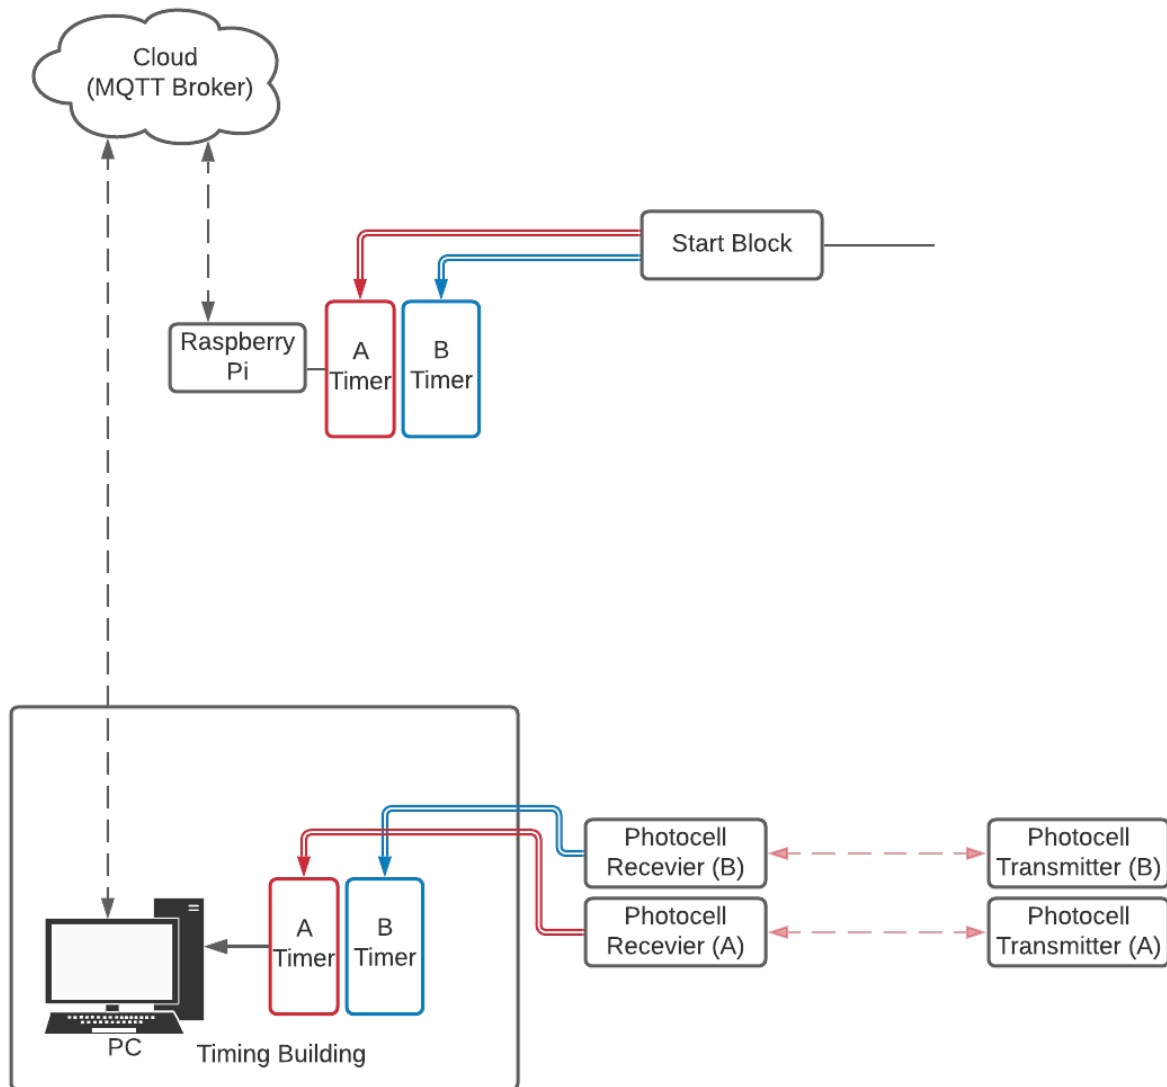 Cloud
(MQTT Broker)
Start Block
Raspberry
Pi
A
Timer
B
Timer
Photocell
Recevier (B)
Photocell
Transmitter (B)
Photocell
Recevier (A)
Photocell
Transmitter (A)
A
Timer
B
Timer
PC
Timing Building